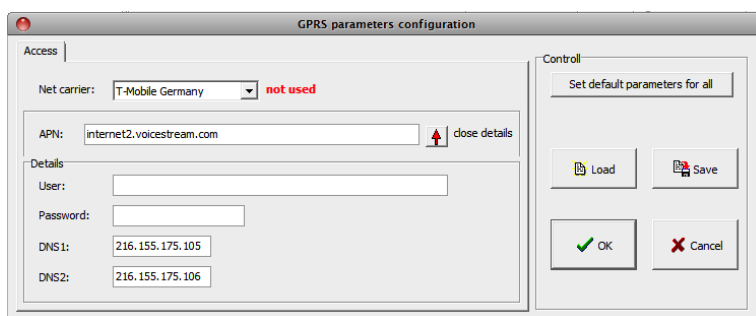 GPRS parameters configuration
Access
Net carrier: T-Mobile Germany not used
APN: internet2.voicestream.com close details
Details
User:
Password:
DNS1: 216.155.175.105
DNS2: 216.155.175.106
Controll
Set default parameters for all
Load Save
OK Cancel